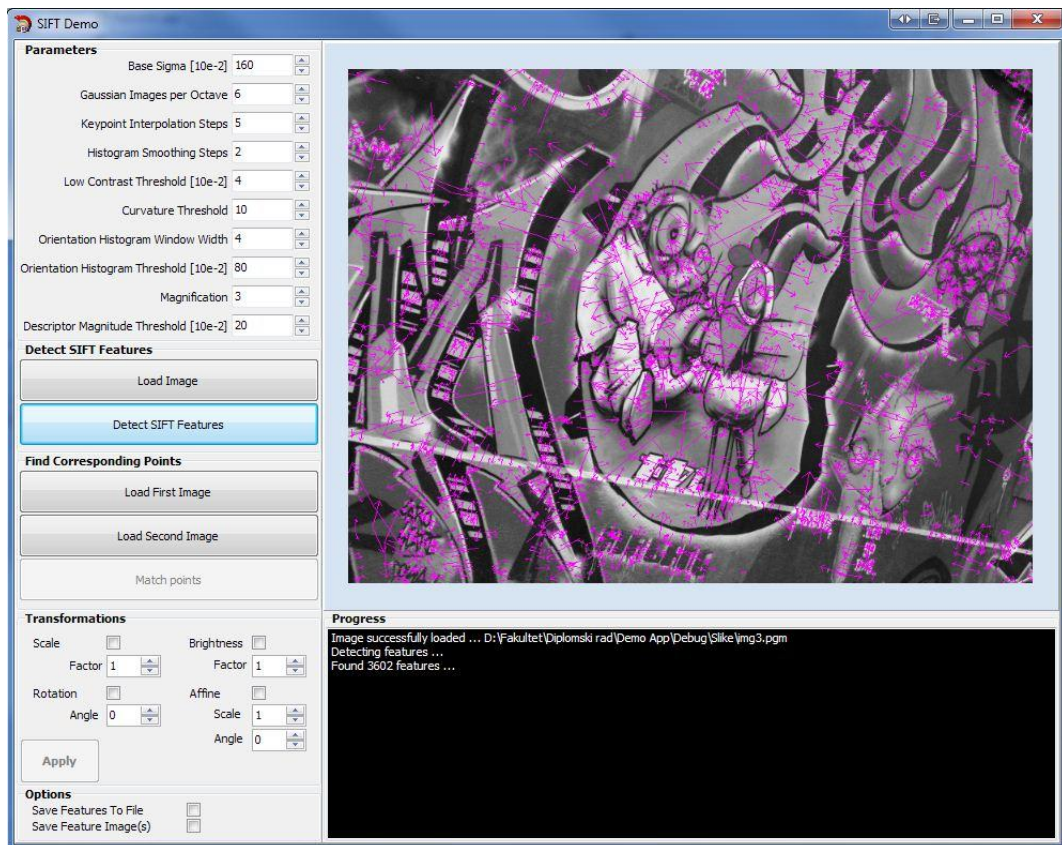 SIFT Demo
Parameters
Base Sigma [10e-2] 160
Gaussian Images per Octave 6
Keypoint Interpolation Steps 5
Histogram Smoothing Steps 2
Low Contrast Threshold [10e-2] 4
Curvature Threshold 10
Orientation Histogram Window Width 4
Orientation Histogram Threshold [10e-2] 80
Magnification 3
Descriptor Magnitude Threshold [10e-2] 20
Detect SIFT Features
Load Image
Detect SIFT Features
Find Corresponding Points
Load First Image
Load Second Image
Match points
Transformations
Scale Brightness
Factor 1 Factor 1
Rotation Affine
Angle 0 Scale 1
Angle 0
Apply
Options
Save Features To File
Save Feature Image(s)
Progress
Image successfully loaded ... D:\Fakultet\Diplomski rad\Demo App\Debug\Slike\img3.pgm
Detecting features ...
Found 3602 features ...